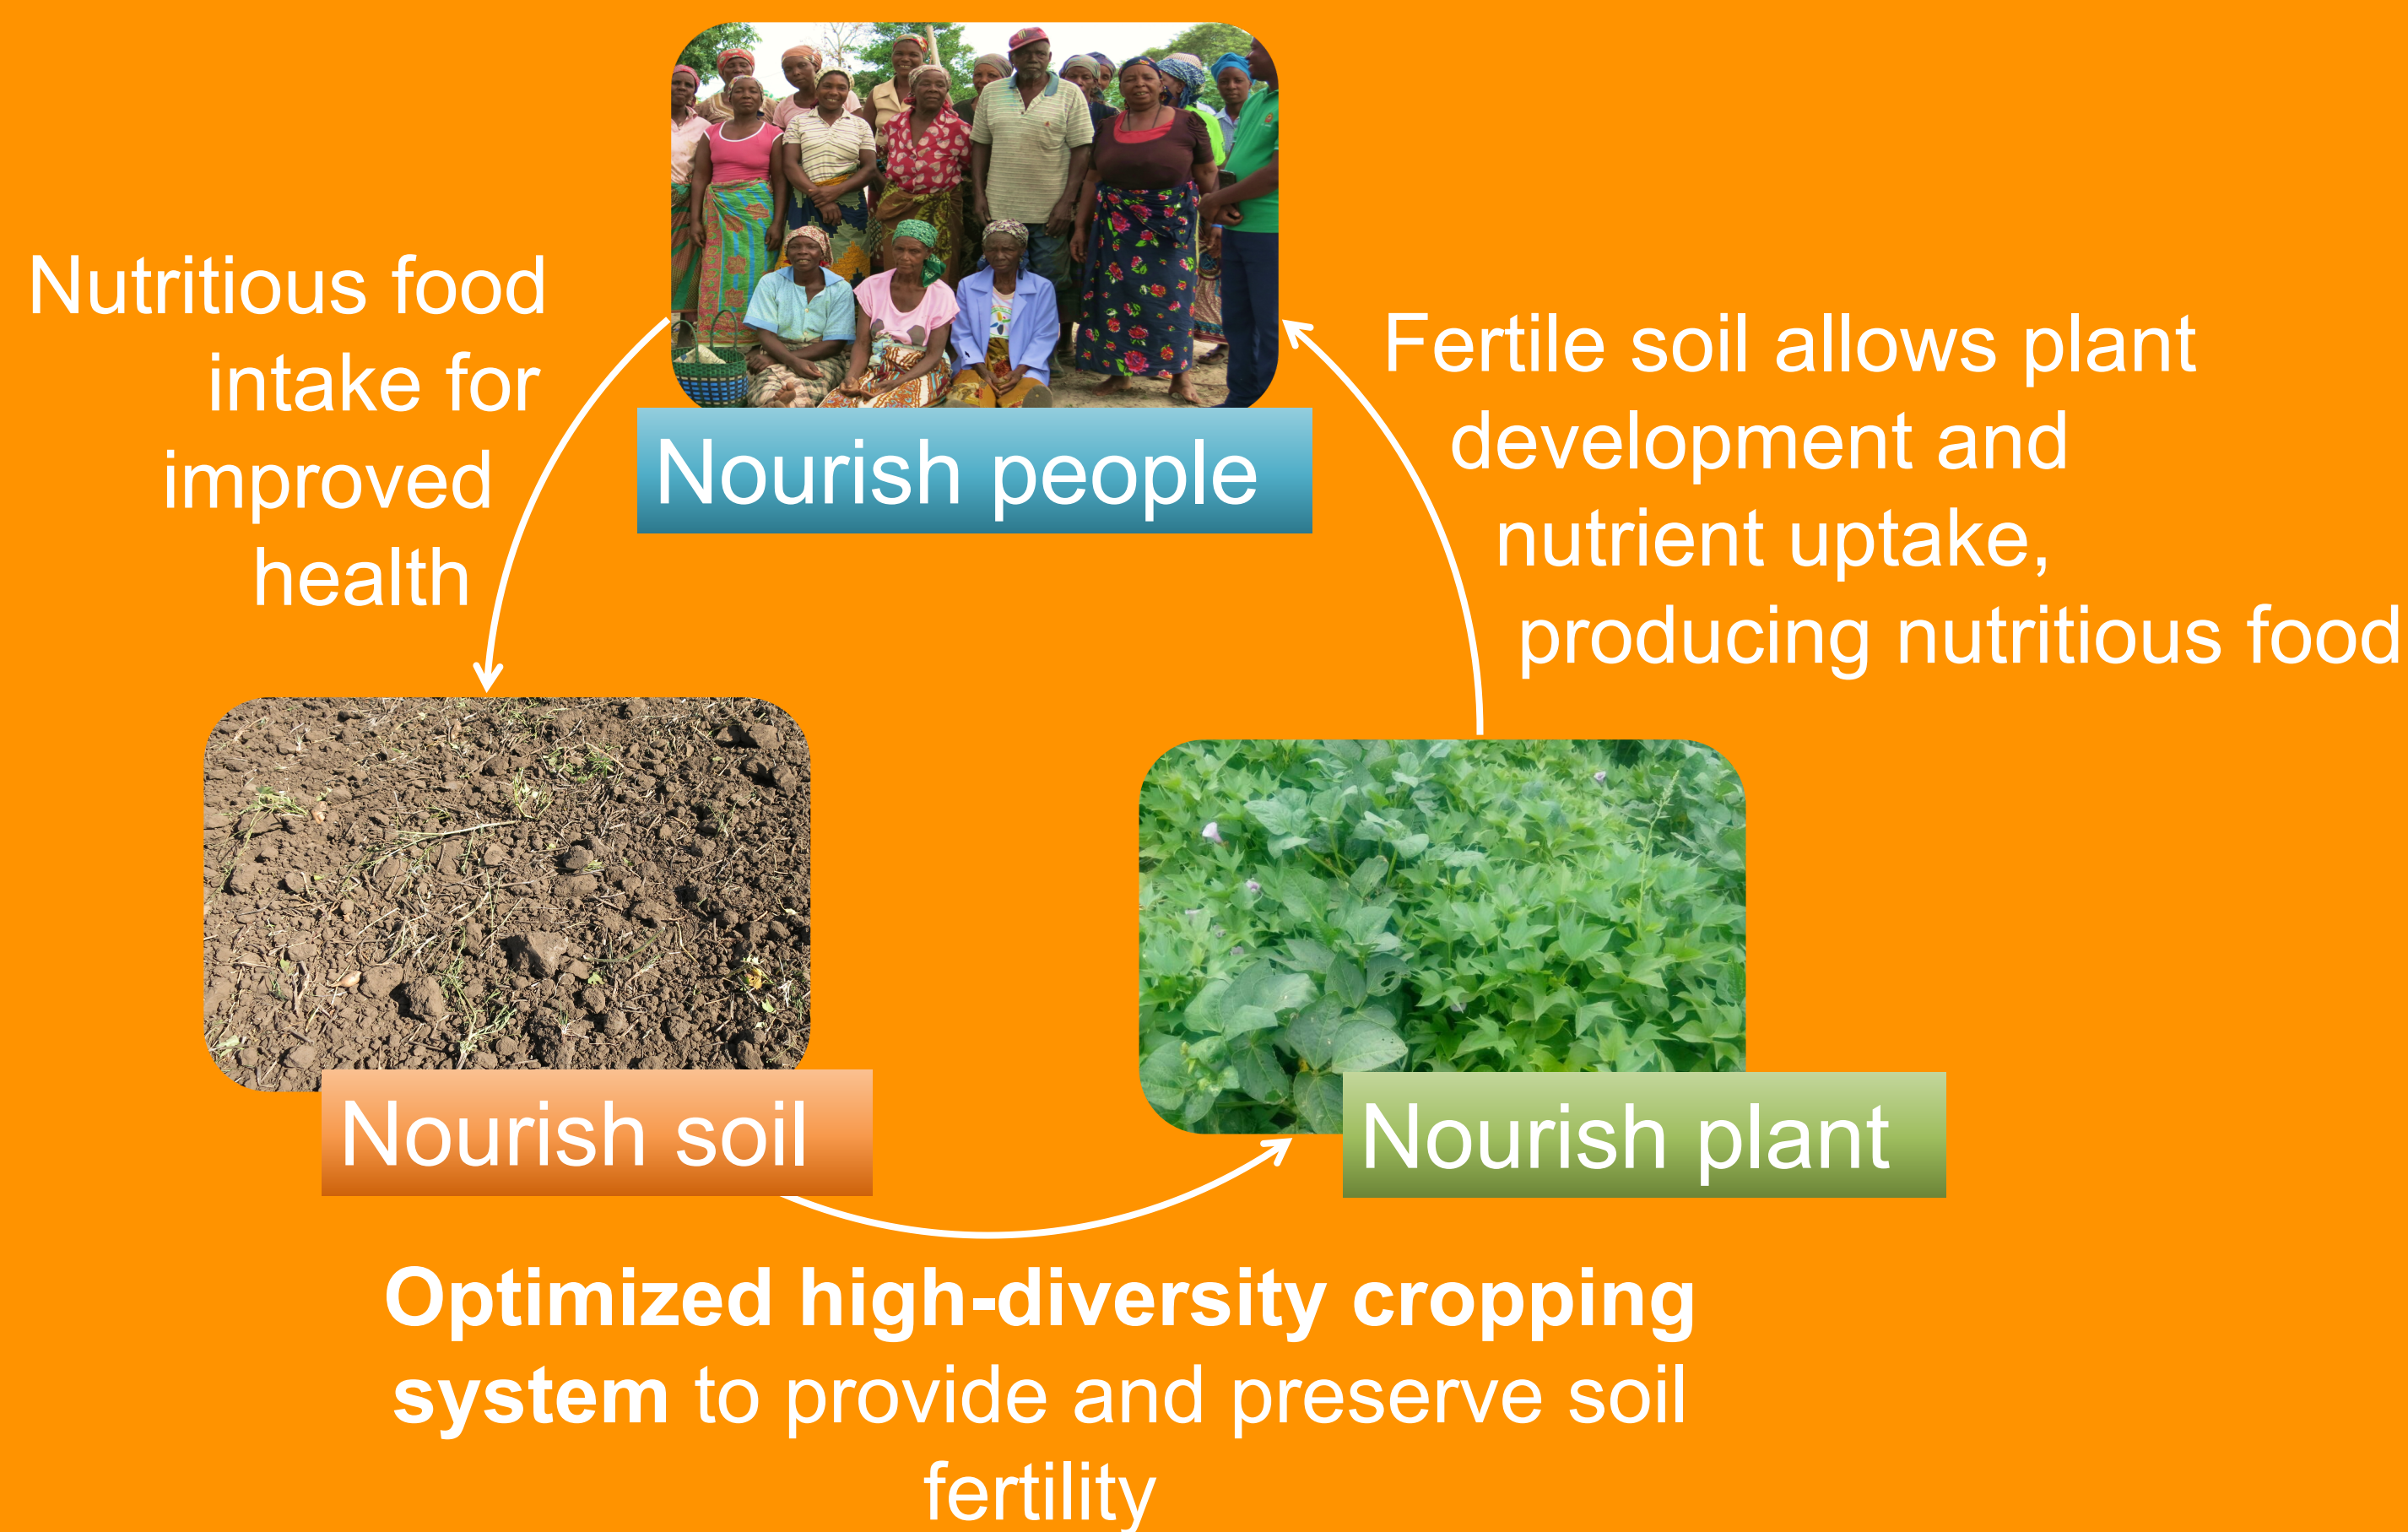 Nutritious food
intake for
improved
health
Nourish people
Fertile soil allows plant
development and
nutrient uptake,
producing nutritious food
Nourish soil
Nourish plant
Optimized high-diversity cropping
system to provide and preserve soil
fertility